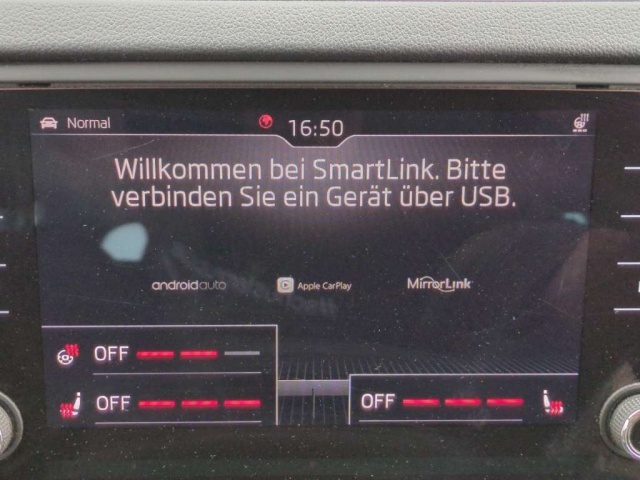 Normal
16:50
Willkommen bei SmartLink. Bitte
verbinden Sie ein Gerät über USB.
androidauto
Apple CarPlay
MirrorLink
OFF
OFF
OFF